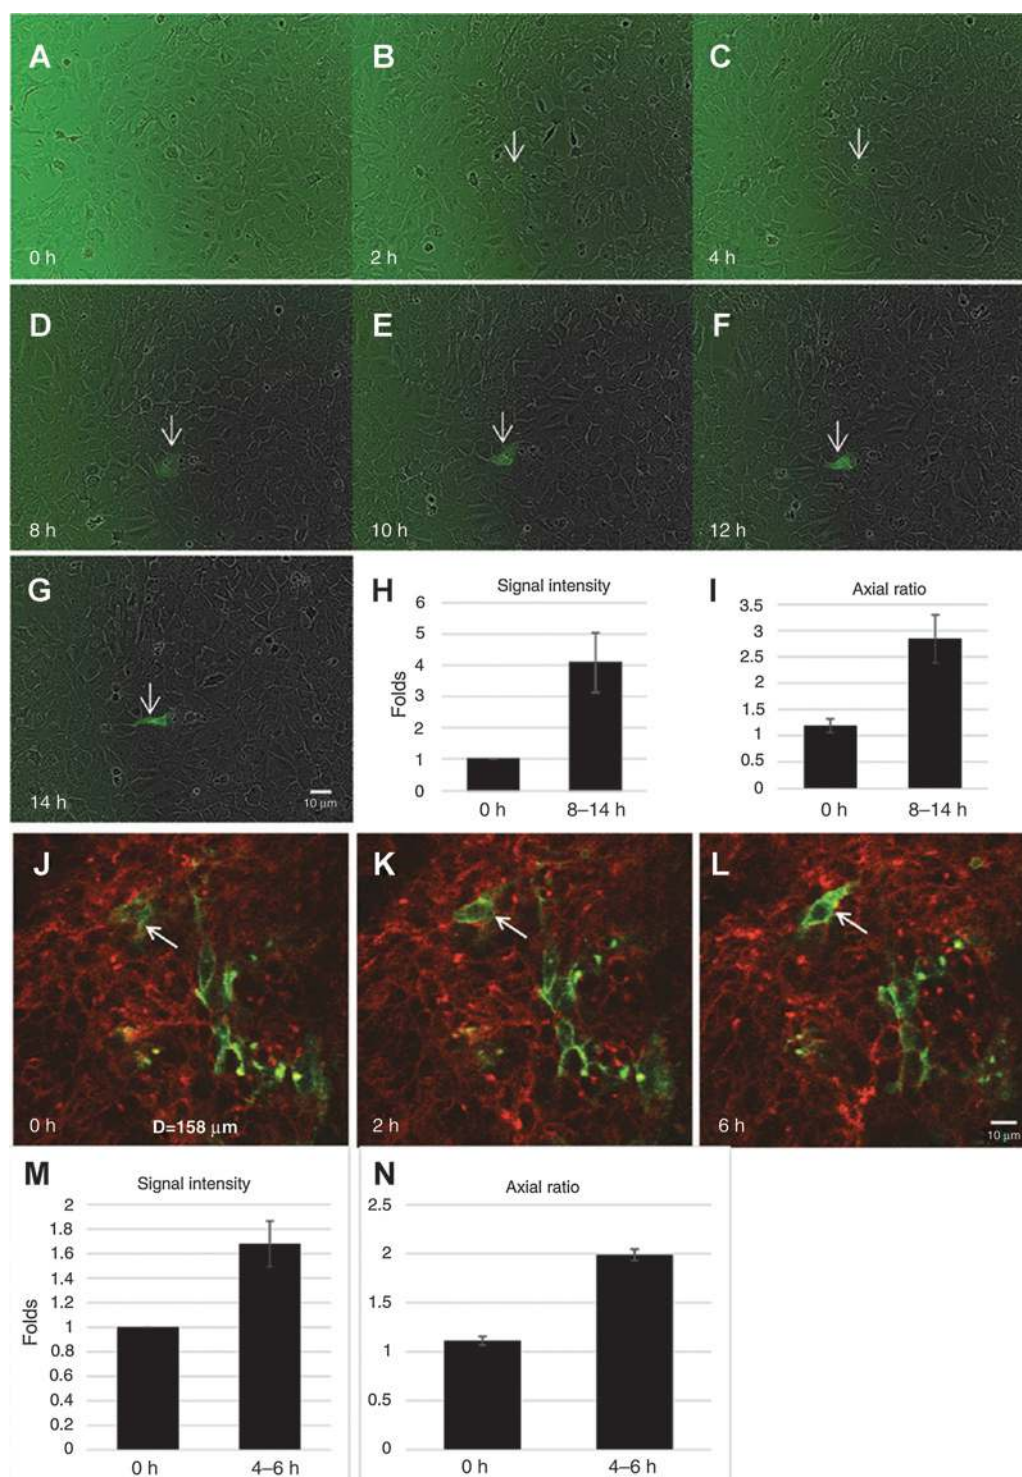 A
B
C
0 h
2 h
4 h
D
E
F
8 h
10 h
12 h
G
14 h
10 μm
H
Signal intensity
Folds
6
5
4
3
2
1
0
0 h
8–14 h
I
Axial ratio
3.5
3
2.5
2
1.5
1
0.5
0
0 h
8–14 h
J
K
L
0 h
D=158 μm
2 h
6 h
10 μm
M
Signal intensity
Folds
2
1.8
1.6
1.4
1.2
1
0.8
0.6
0.4
0.2
0
0 h
4–6 h
N
Axial ratio
2.5
2
1.5
1
0.5
0
0 h
4–6 h